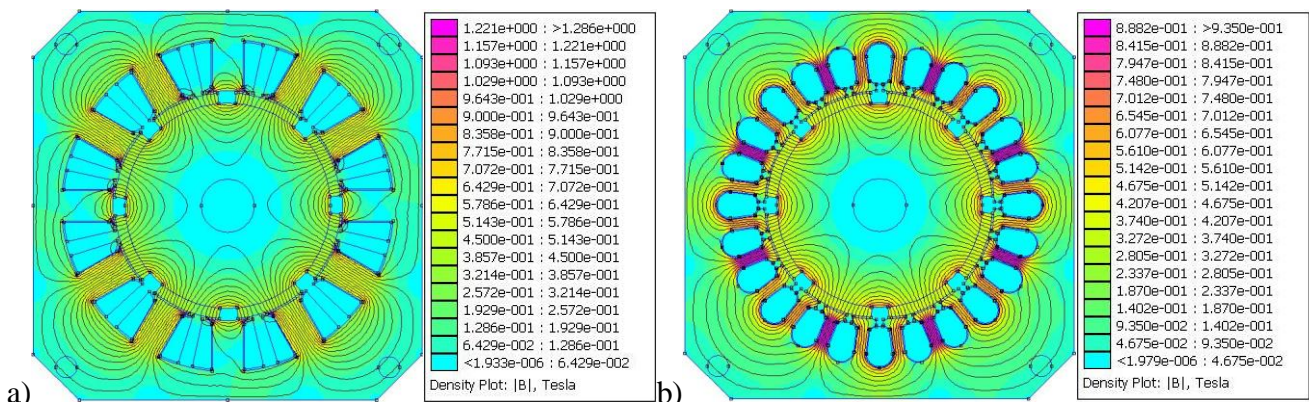 1.221e+000 : >1.286e+000
1.157e+000 : 1.221e+000
1.093e+000 : 1.157e+000
1.029e+000 : 1.093e+000
9.643e-001 : 1.029e+000
9.000e-001 : 9.643e-001
8.358e-001 : 9.000e-001
7.715e-001 : 8.358e-001
7.072e-001 : 7.715e-001
6.429e-001 : 7.072e-001
5.786e-001 : 6.429e-001
5.143e-001 : 5.786e-001
4.500e-001 : 5.143e-001
3.857e-001 : 4.500e-001
3.214e-001 : 3.857e-001
2.572e-001 : 3.214e-001
1.929e-001 : 2.572e-001
1.286e-001 : 1.929e-001
6.429e-002 : 1.286e-001
<1.933e-006 : 6.429e-002
Density Plot: |B|, Tesla
a)
8.882e-001 : >9.350e-001
8.415e-001 : 8.882e-001
7.947e-001 : 8.415e-001
7.480e-001 : 7.947e-001
7.012e-001 : 7.480e-001
6.545e-001 : 7.012e-001
6.077e-001 : 6.545e-001
5.610e-001 : 6.077e-001
5.142e-001 : 5.610e-001
4.675e-001 : 5.142e-001
4.207e-001 : 4.675e-001
3.740e-001 : 4.207e-001
3.272e-001 : 3.740e-001
2.805e-001 : 3.272e-001
2.337e-001 : 2.805e-001
1.870e-001 : 2.337e-001
1.402e-001 : 1.870e-001
9.350e-002 : 1.402e-001
4.675e-002 : 9.350e-002
<1.979e-006 : 4.675e-002
Density Plot: |B|, Tesla
b)